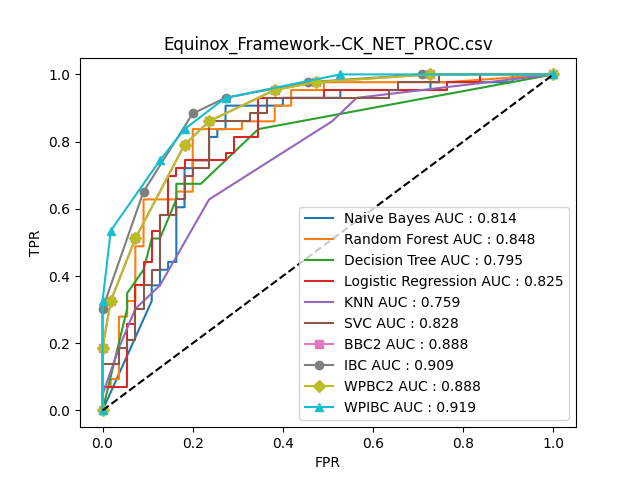 Equinox_Framework--CK_NET_PROC.csv
1.0
0.8
0.6
0.4
0.2
0.0
TPR
Naive Bayes AUC : 0.814
Random Forest AUC : 0.848
Decision Tree AUC : 0.795
Logistic Regression AUC : 0.825
KNN AUC : 0.759
SVC AUC : 0.828
BBC2 AUC : 0.888
IBC AUC : 0.909
WPBC2 AUC : 0.888
WPIBC AUC : 0.919
0.0 0.2 0.4 0.6 0.8 1.0
FPR